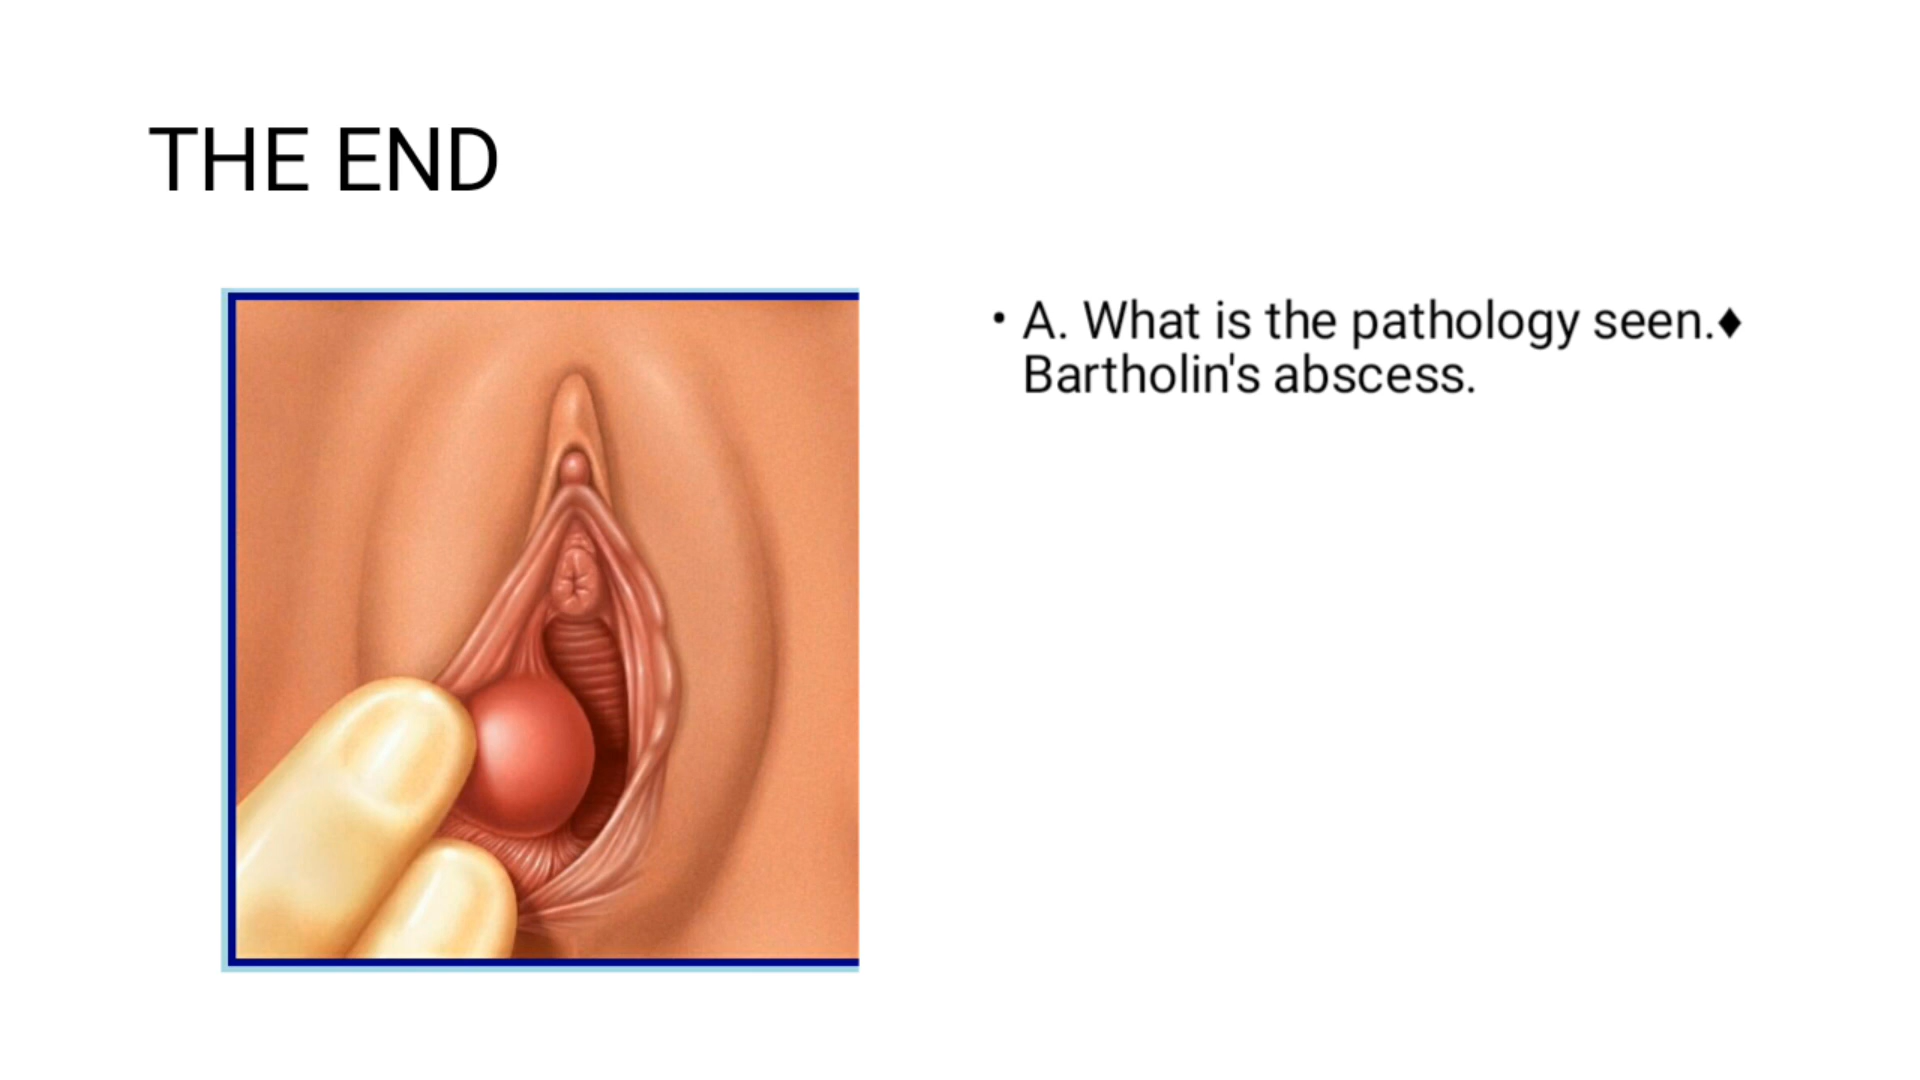 THE END
• A. What is the pathology seen.♦
Bartholin's abscess.